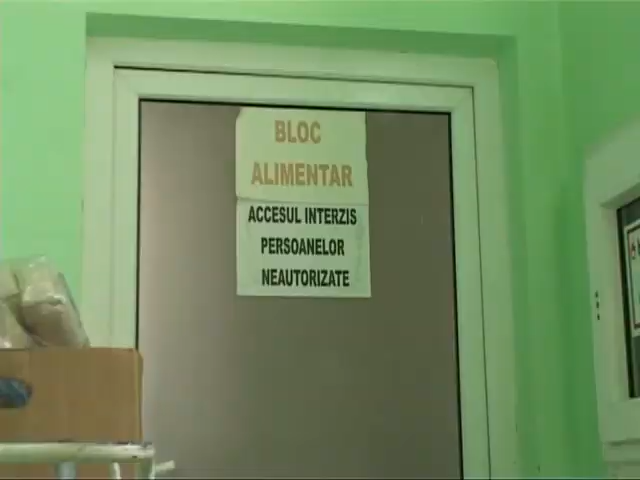 BLOC
ALIMENTAR
ACCESUL INTERZIS
PERSOANELOR
NEAUTORIZATE